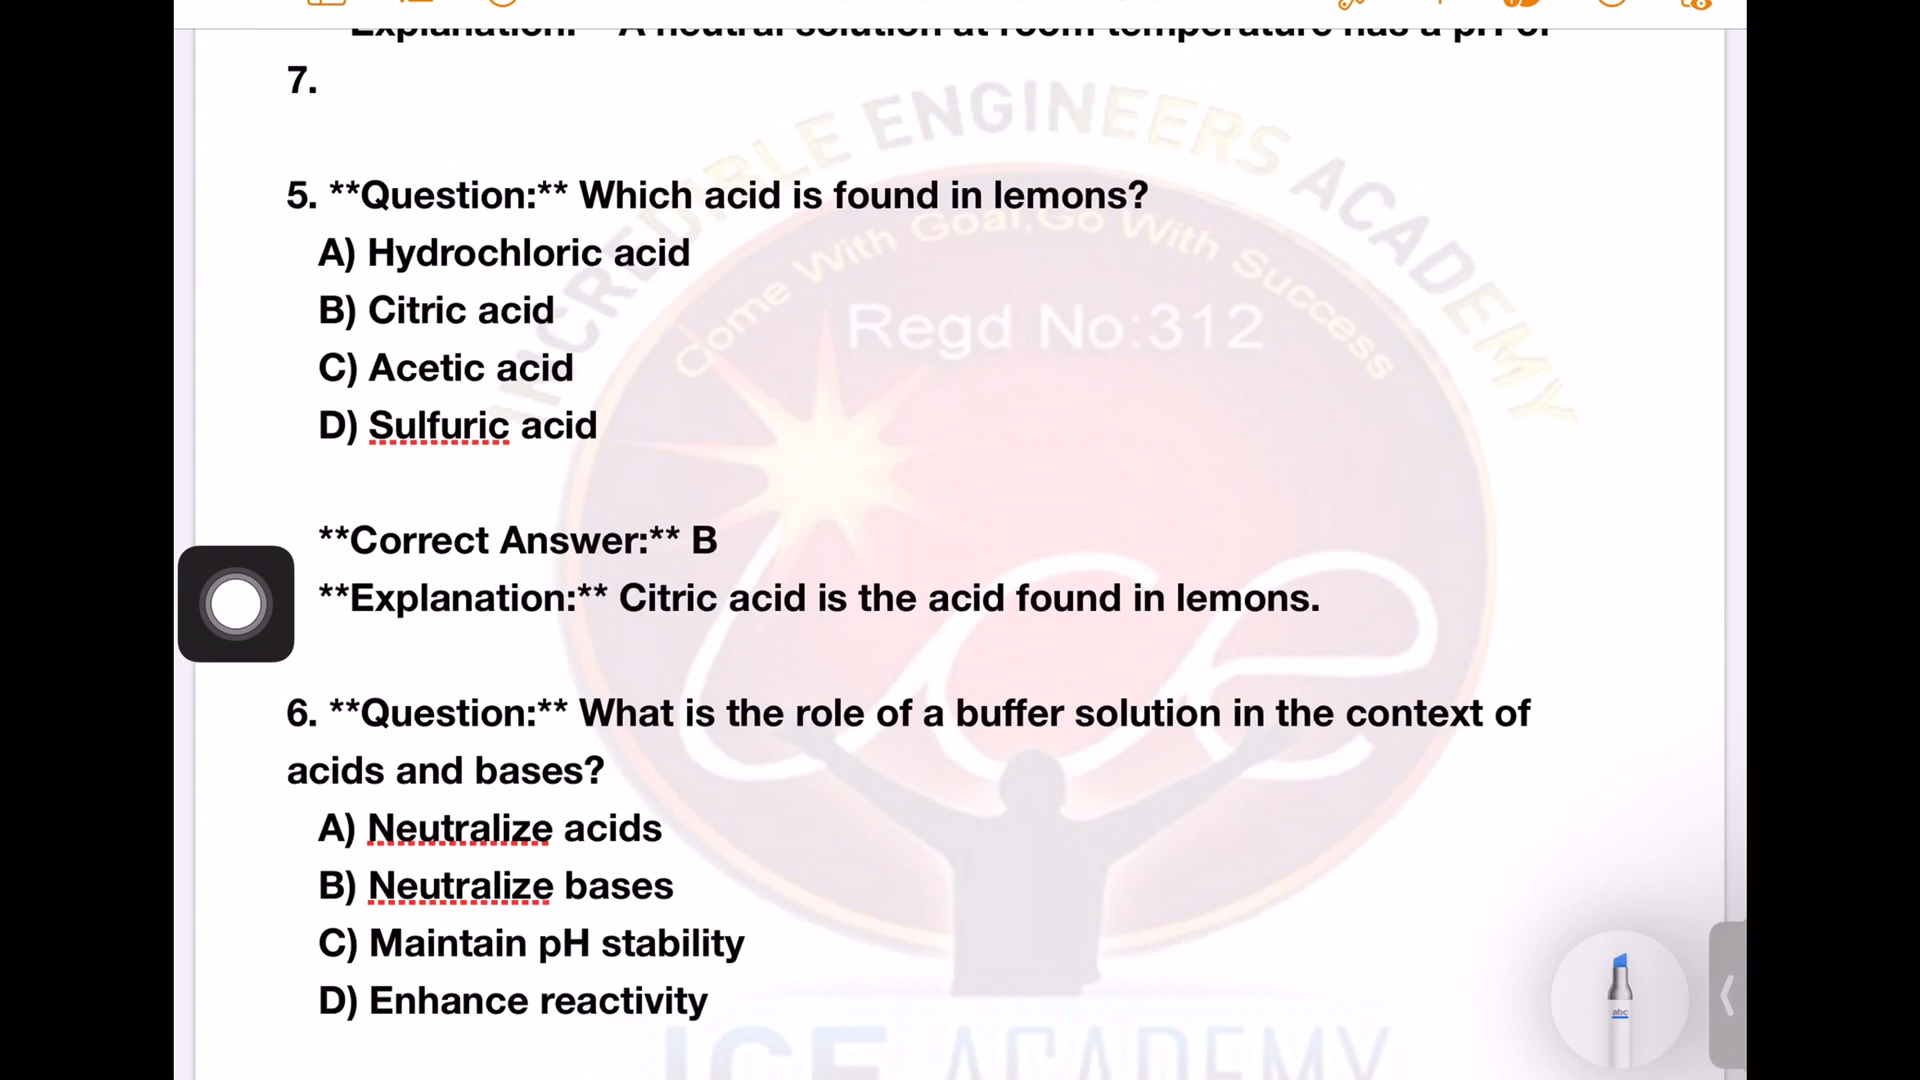 Explanation:** A neutral solution at room temperature has a pH of
7.
5. **Question:** Which acid is found in lemons?
A) Hydrochloric acid
B) Citric acid
C) Acetic acid
D) Sulfuric acid
**Correct Answer:** B
**Explanation:** Citric acid is the acid found in lemons.
6. **Question:** What is the role of a buffer solution in the context of
acids and bases?
A) Neutralize acids
B) Neutralize bases
C) Maintain pH stability
D) Enhance reactivity
INCREDIBLE ENGINEERS ACADEMY
Come With Goal,Go With Success
Regd No:312
ice
ICE ACADEMY
abc